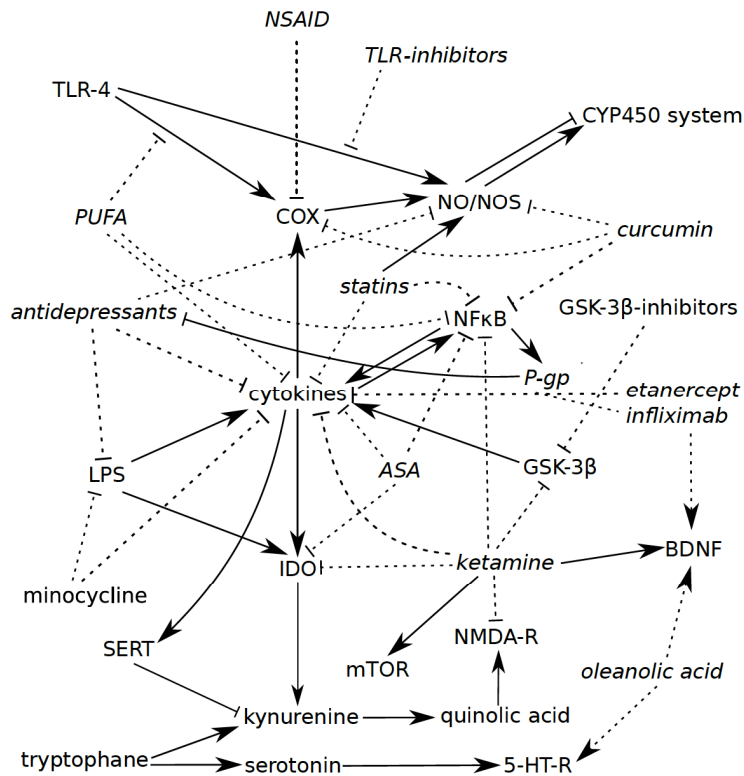 NSAID
TLR-inhibitors
TLR-4
CYP450 system
COX
NO/NOS
PUFA
curcumin
statins
antidepressants
NFκB
GSK-3β-inhibitors
P-gp
cytokines
etanercept
infliximab
LPS
ASA
GSK-3β
IDO
ketamine
BDNF
minocycline
SERT
mTOR
NMDA-R
oleanolic acid
kynurenine
quinolic acid
tryptophane
serotonin
5-HT-R